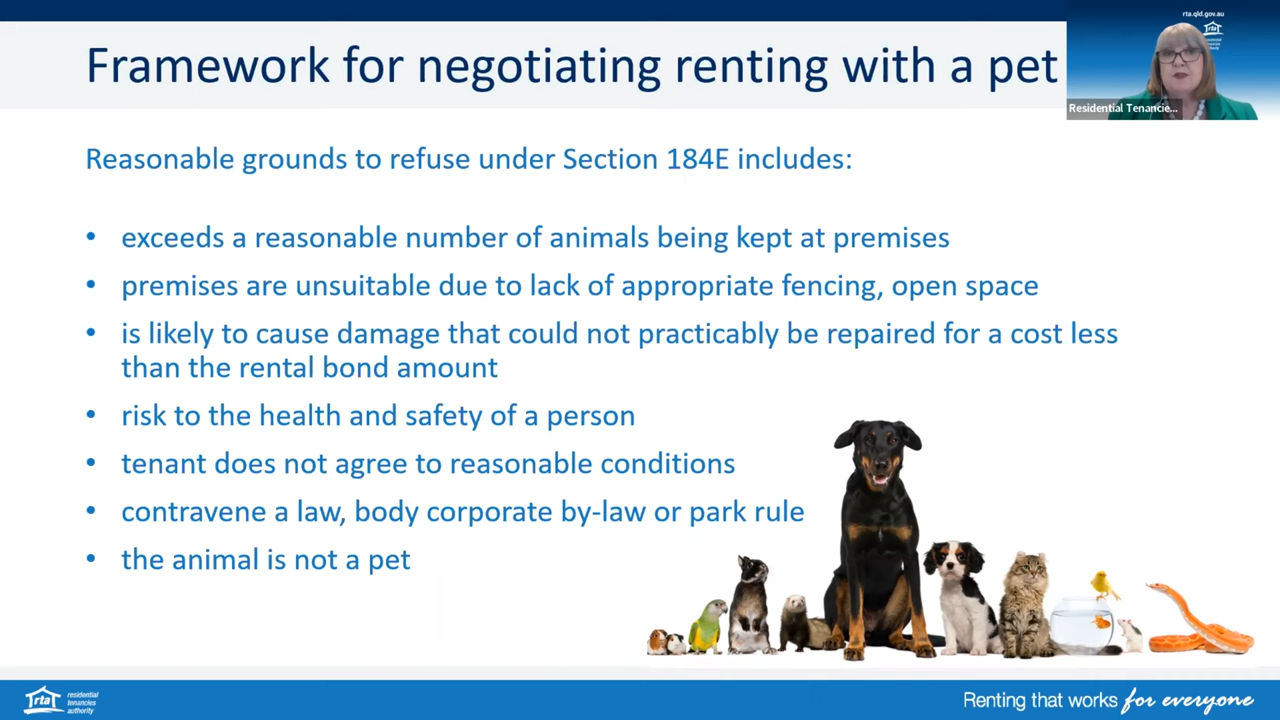 rta.qld.gov.au
Framework for negotiating renting with a pet
rta
residential
tenancies
authority
Residential Tenancie...
Reasonable grounds to refuse under Section 184E includes:
• exceeds a reasonable number of animals being kept at premises
• premises are unsuitable due to lack of appropriate fencing, open space
• is likely to cause damage that could not practicably be repaired for a cost less
than the rental bond amount
• risk to the health and safety of a person
• tenant does not agree to reasonable conditions
• contravene a law, body corporate by-law or park rule
• the animal is not a pet
rta
residential
tenancies
authority
Renting that works for everyone